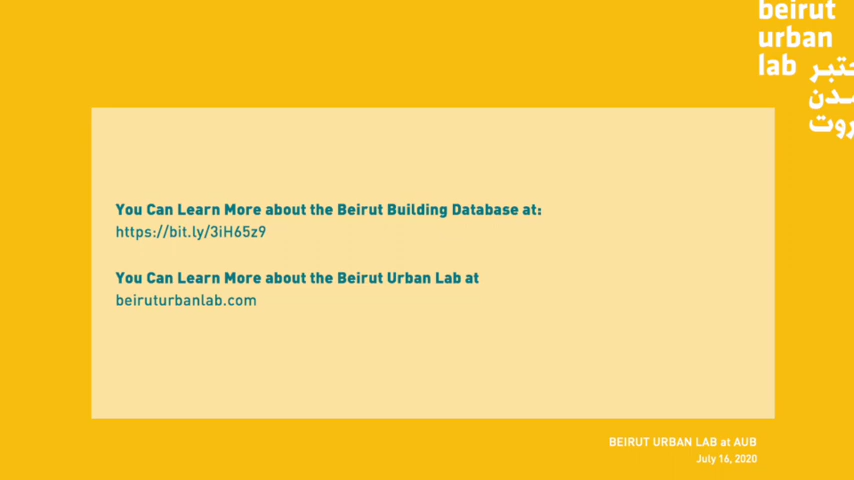 beirut
urban
lab
You Can Learn More about the Beirut Building Database at:
https://bit.ly/3iH65z9
You Can Learn More about the Beirut Urban Lab at
beiruturbanlab.com
BEIRUT URBAN LAB at AUB
July 16, 2020